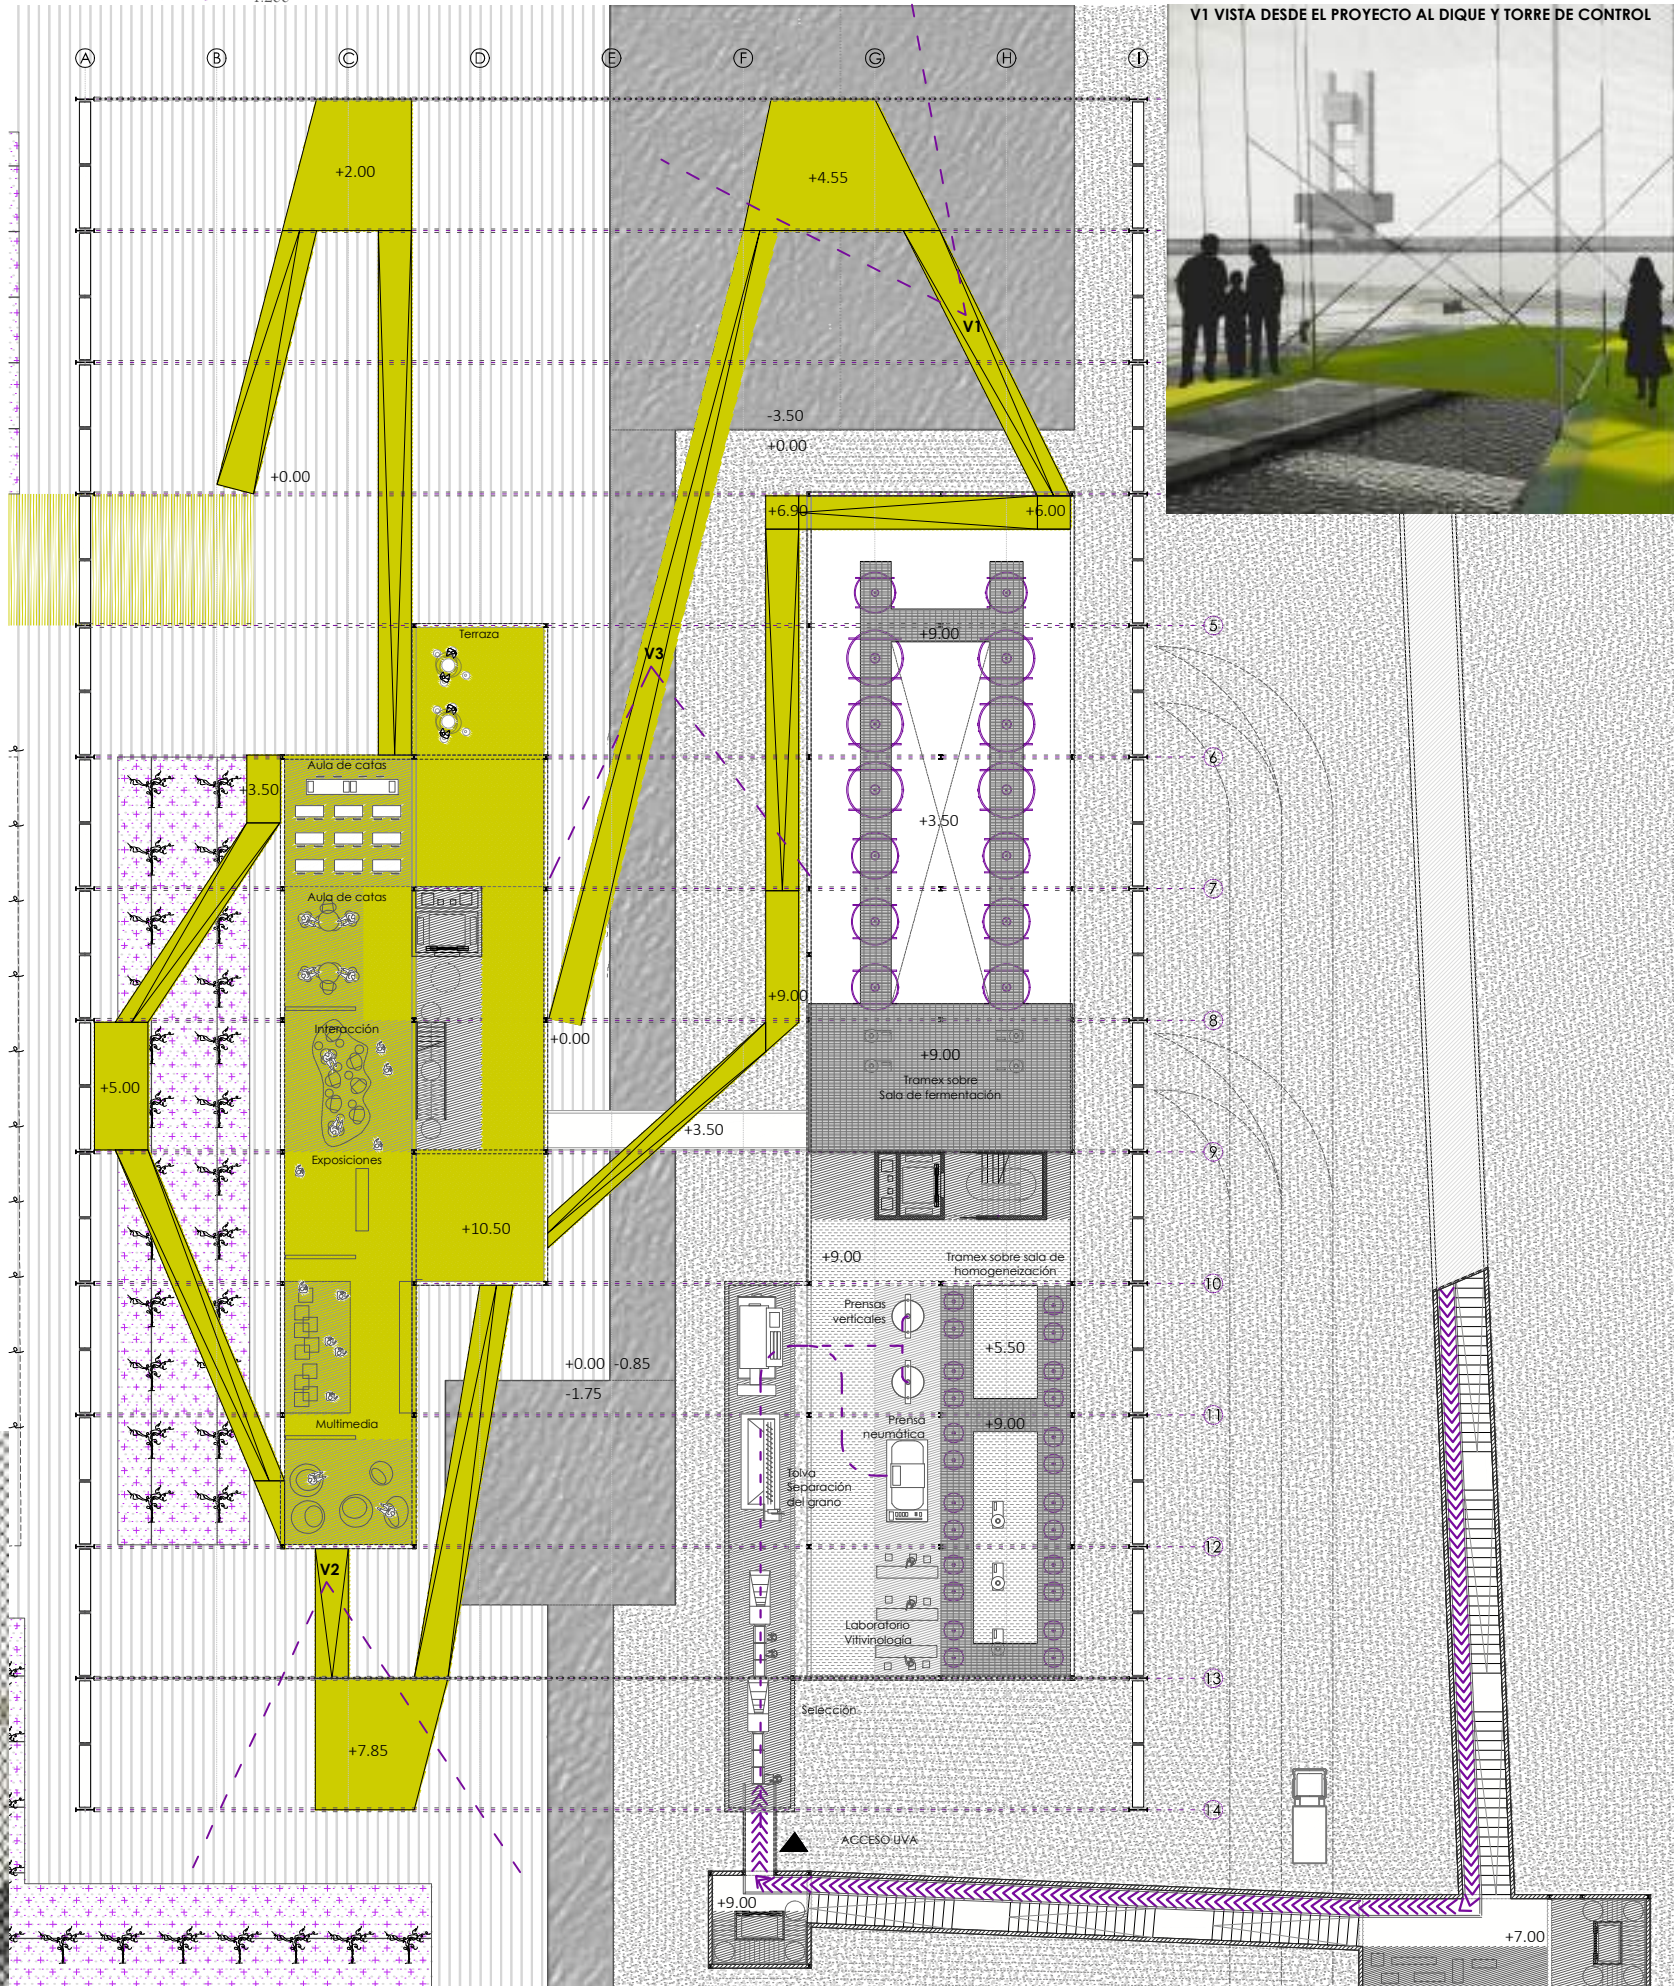 V1 VISTA DESDE EL PROYECTO AL DIQUE Y TORRE DE CONTROL
A B C D E F G H I
+2.00
+4.55
V1
-3.50
+0.00
+0.00
+6.90
+6.00
5
Terraza
+9.00
V3
6
Aula de catas
+3.50
+3.50
7
Aula de catas
+9.00
8
Interacción
+0.00
+9.00
+5.00
Tramex sobre
Sala de fermentación
+3.50
9
Exposiciones
+10.50
+9.00
Tramex sobre sala de
homogeneización
10
Prensas
verticales
+5.50
+0.00
-0.85
-1.75
11
Multimedia
Prensa
neumática
+9.00
Tolva
Separación
del grano
12
V2
Laboratorio
Vitivinología
13
Selección
+7.85
14
ACCESO UVA
+9.00
+7.00